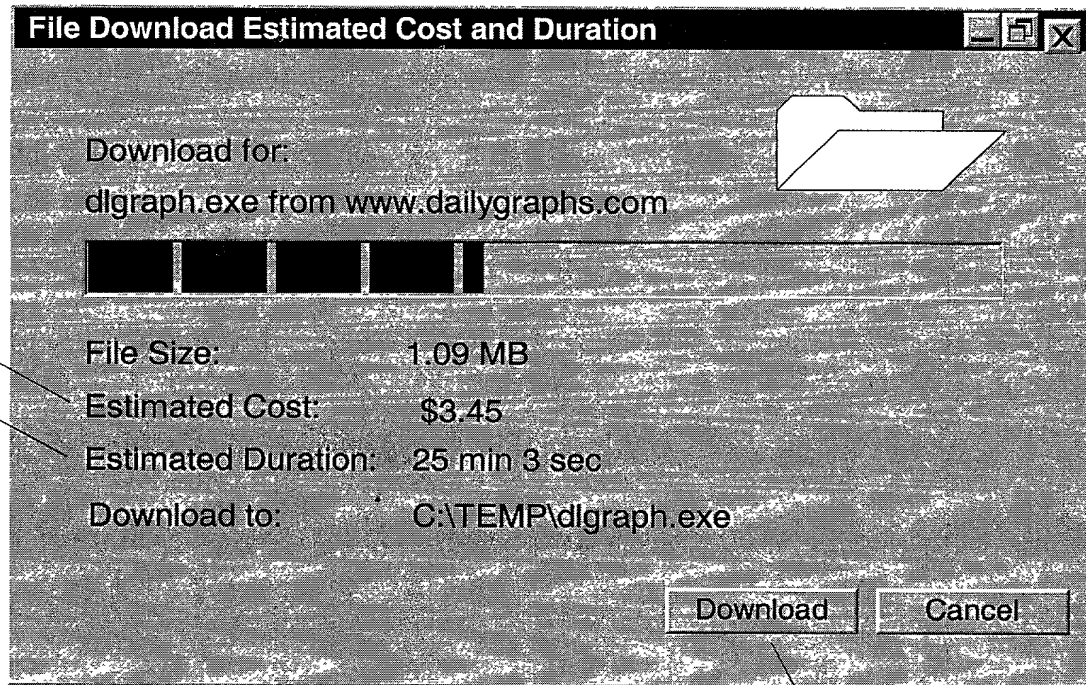 File Download Estimated Cost and Duration
Download for:
dlgraph.exe from www.dailygraphs.com
File Size: 1.09 MB
Estimated Cost: $3.45
Estimated Duration: 25 min 3 sec
Download to: C:\TEMP\dlgraph.exe
Download Cancel